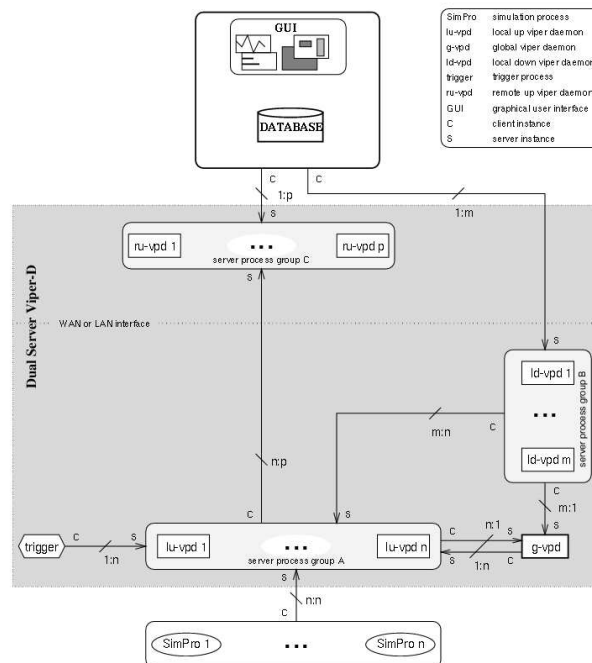 GUI
DATABASE
SimPro simulation process
lu-vpd local up viper daemon
g-vpd global viper daemon
ld-vpd local down viper daemon
trigger trigger process
ru-vpd remote up viper daemon
GUI graphical user interface
C client instance
S server instance
C C
1:p 1:m
S
ru-vpd 1 ... ru-vpd p
server process group C
S
Dual Server Viper-D
WAN or LAN interface
S
ld-vpd 1
...
ld-vpd m
server process group B
C
m:n
n:p
C
m:1
S
C S
trigger
C S
1:n
lu-vpd 1 ... lu-vpd n
server process group A
C n:1 S
S 1:n C
g-vpd
S
n:n
C
SimPro 1 ... SimPro n